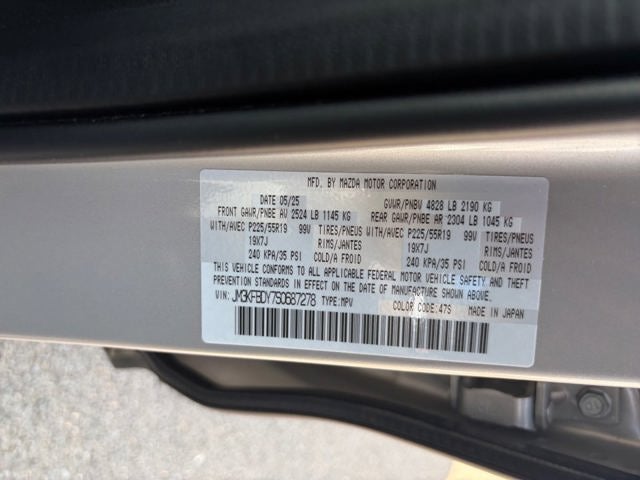 MFD. BY MAZDA MOTOR CORPORATION
DATE 05/25 GVWR/PNBV 4828 LB 2190 KG
FRONT GAWR/PNBE AV 2524 LB 1145 KG REAR GAWR/PNBE AR 2304 LB 1045 KG
WITH/AVEC P225/55R19 99V TIRES/PNEUS WITH/AVEC P225/55R19 99V TIRES/PNEUS
19X7J RIMS/JANTES 19X7J RIMS/JANTES
240 KPA/35 PSI COLD/A FROID 240 KPA/35 PSI COLD/A FROID
THIS VEHICLE CONFORMS TO ALL APPLICABLE FEDERAL MOTOR VEHICLE SAFETY AND THEFT
PREVENTION STANDARDS IN EFFECT ON THE DATE OF MANUFACTURE SHOWN ABOVE.
VIN: JM3KFBDY7S0687278 TYPE:MPV COLOR CODE:47S MADE IN JAPAN